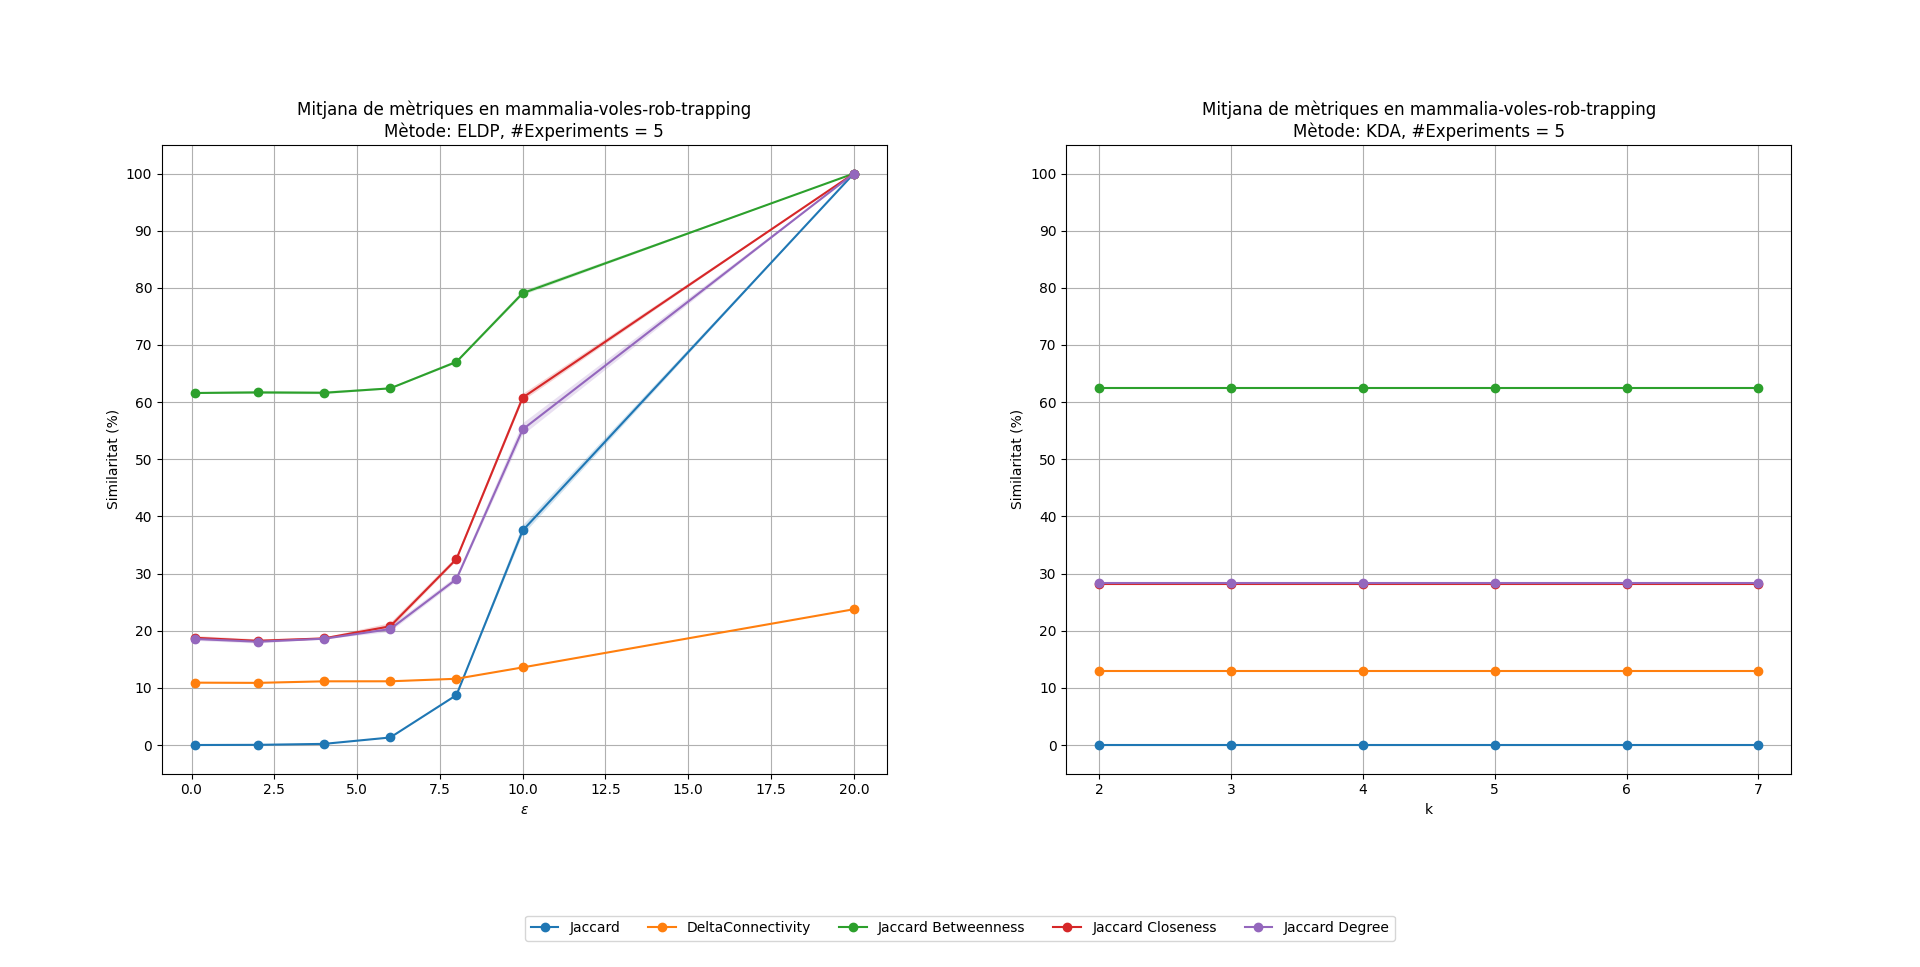 Mitjana de mètriques en mammalia-voles-rob-trapping
Mètode: ELDP, #Experiments = 5
100
90
80
70
60
50
40
30
20
10
0
Similaritat (%)
0.0 2.5 5.0 7.5 10.0 12.5 15.0 17.5 20.0
ε
Mitjana de mètriques en mammalia-voles-rob-trapping
Mètode: KDA, #Experiments = 5
100
90
80
70
60
50
40
30
20
10
0
Similaritat (%)
2 3 4 5 6 7
k
Jaccard DeltaConnectivity Jaccard Betweenness Jaccard Closeness Jaccard Degree